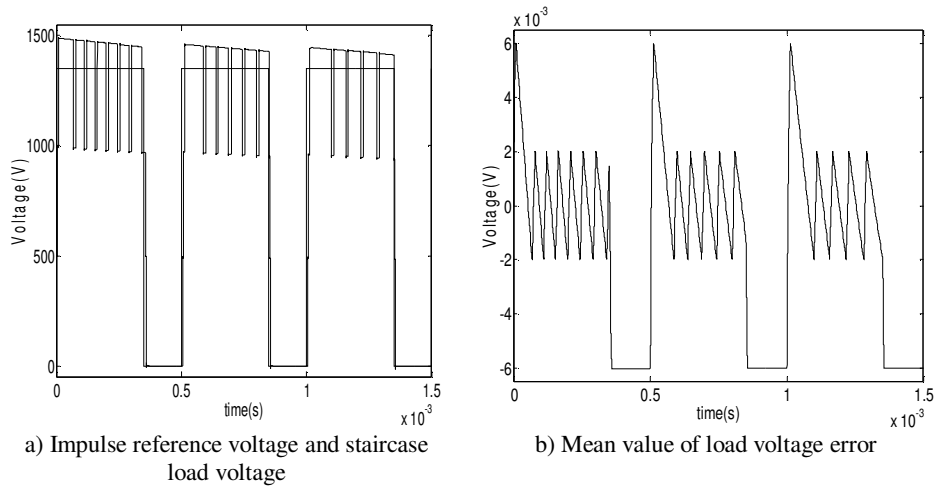 1500
1000
500
0
Voltage(V)
0
0.5
1
1.5
time(s)
x 10^-3
a) Impulse reference voltage and staircase
load voltage
x 10^-3
6
4
2
0
-2
-4
-6
Voltage(V)
0
0.5
1
1.5
time(s)
x 10^-3
b) Mean value of load voltage error